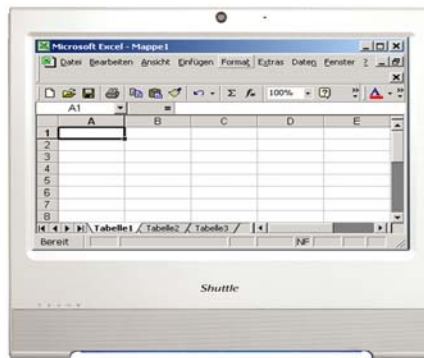 Microsoft Excel - Mappe1
Datei Bearbeiten Ansicht Einfügen Format Extras Daten Fenster ?
100%
A1 =
A B C D E
1
2
3
4
5
6
7
8
Tabelle1 Tabelle2 Tabelle3
Bereit NF
Shuttle